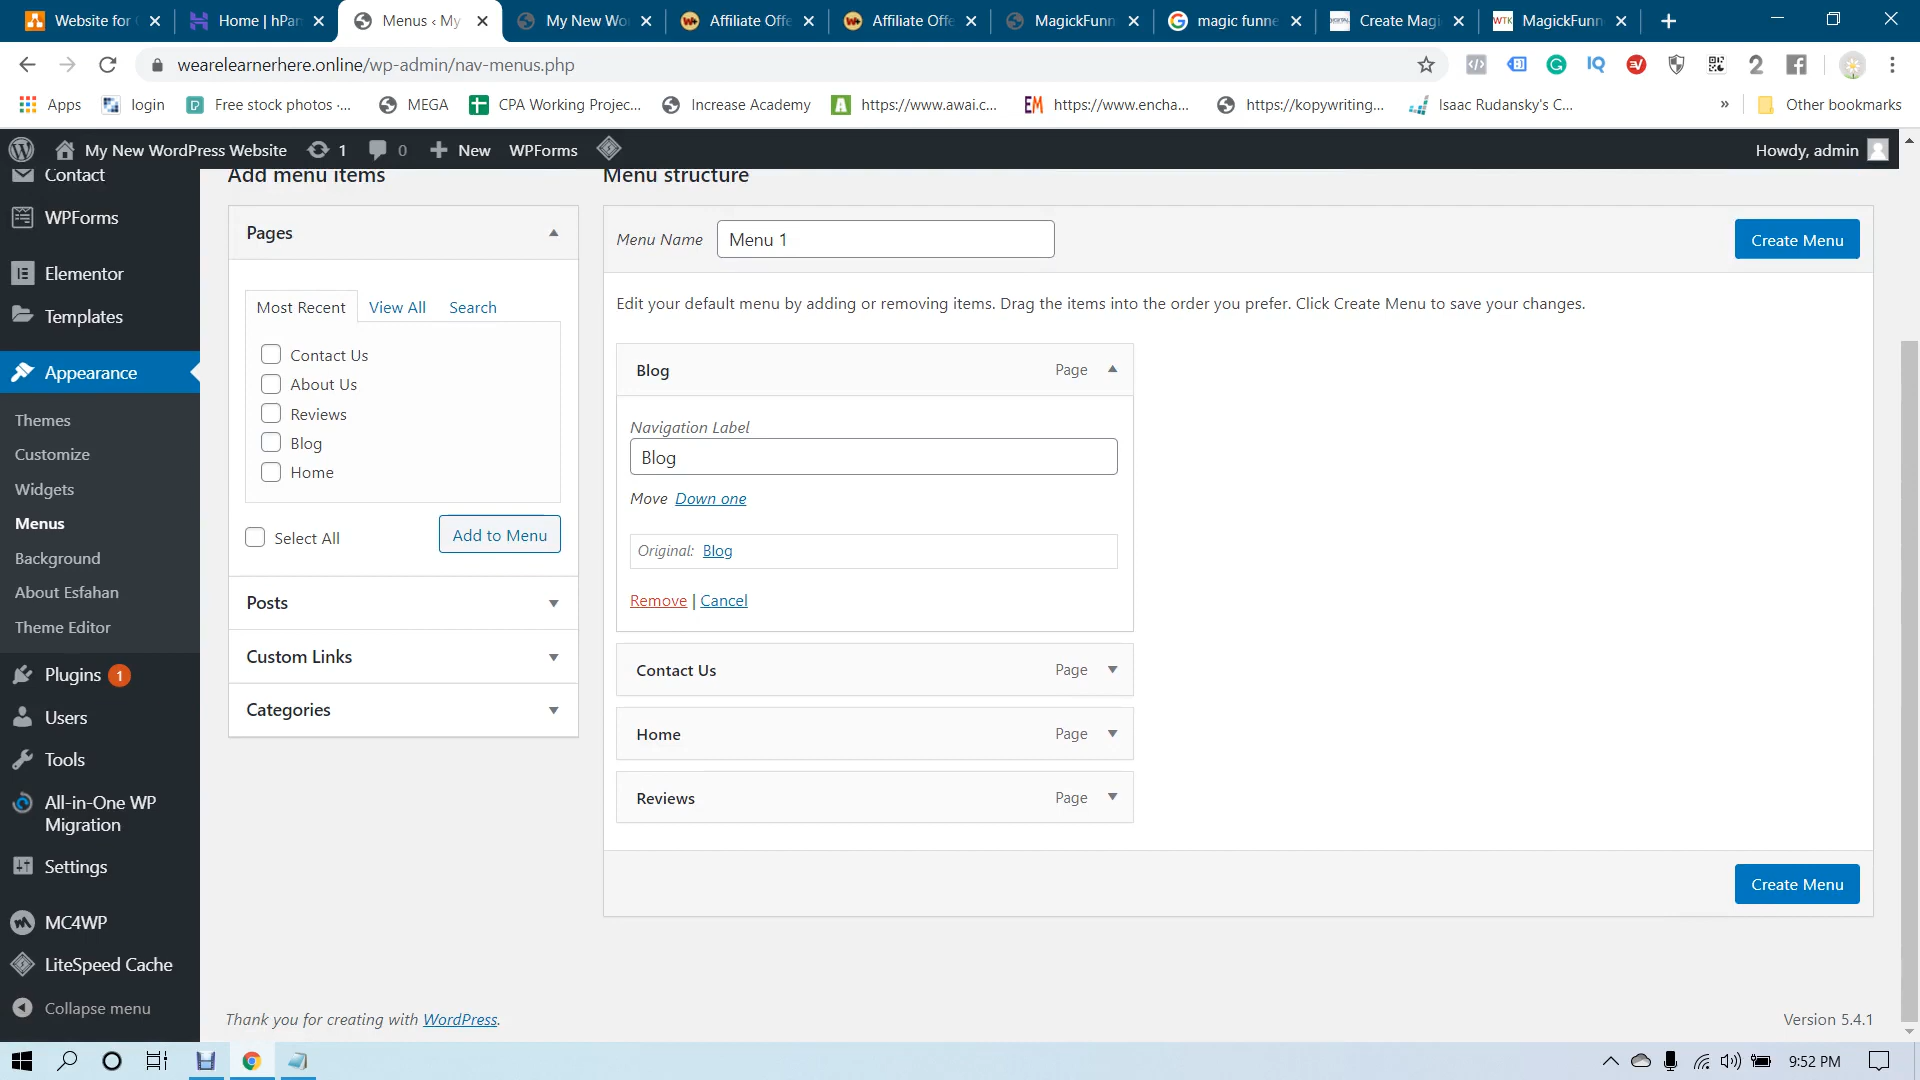 Website for
Home | hPan
Menus ‹ My
My New Wo
Affiliate Offe
Affiliate Offe
MagickFunn
magic funne
Create Magi
WTK
MagickFunn
wearelearnerhere.online/wp-admin/nav-menus.php
Apps
login
Free stock photos ·...
MEGA
CPA Working Projec...
Increase Academy
https://www.awai.c...
EM
https://www.encha...
https://kopywriting...
Isaac Rudansky's C...
»
Other bookmarks
My New WordPress Website
1
0
New
WPForms
Howdy, admin
Contact
WPForms
Elementor
Templates
Appearance
Themes
Customize
Widgets
Menus
Background
About Esfahan
Theme Editor
Plugins 1
Users
Tools
All-in-One WP
Migration
Settings
MC4WP
LiteSpeed Cache
Collapse menu
Add menu items
Pages
Most Recent
View All
Search
Contact Us
About Us
Reviews
Blog
Home
Select All
Add to Menu
Posts
Custom Links
Categories
Menu structure
Menu Name
Menu 1
Create Menu
Edit your default menu by adding or removing items. Drag the items into the order you prefer. Click Create Menu to save your changes.
Blog
Page
Navigation Label
Blog
Move Down one
Original: Blog
Remove | Cancel
Contact Us
Page
Home
Page
Reviews
Page
Create Menu
Thank you for creating with WordPress.
Version 5.4.1
9:52 PM